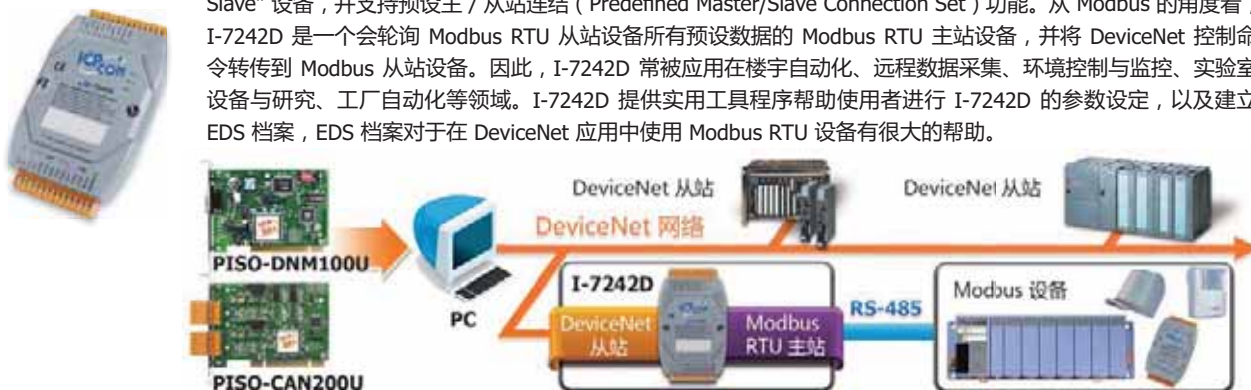 Slave” 设备，并支持预设主 / 从站连结（Predefined Master/Slave Connection Set）功能。从 Modbus 的角度看，
I-7242D 是一个会轮询 Modbus RTU 从站设备所有预设数据的 Modbus RTU 主站设备，并将 DeviceNet 控制命
令转传到 Modbus 从站设备。因此，I-7242D 常被应用在楼宇自动化、远程数据采集、环境控制与监控、实验室
设备与研究、工厂自动化等领域。I-7242D 提供实用工具程序帮助使用者进行 I-7242D 的参数设定，以及建立
EDS 档案，EDS 档案对于在 DeviceNet 应用中使用 Modbus RTU 设备有很大的帮助。
DeviceNet 从站
DeviceNet 从站
DeviceNet 网络
PISO-DNM100U
PC
I-7242D
DeviceNet
从站
Modbus
RTU 主站
RS-485
Modbus 设备
PISO-CAN200U